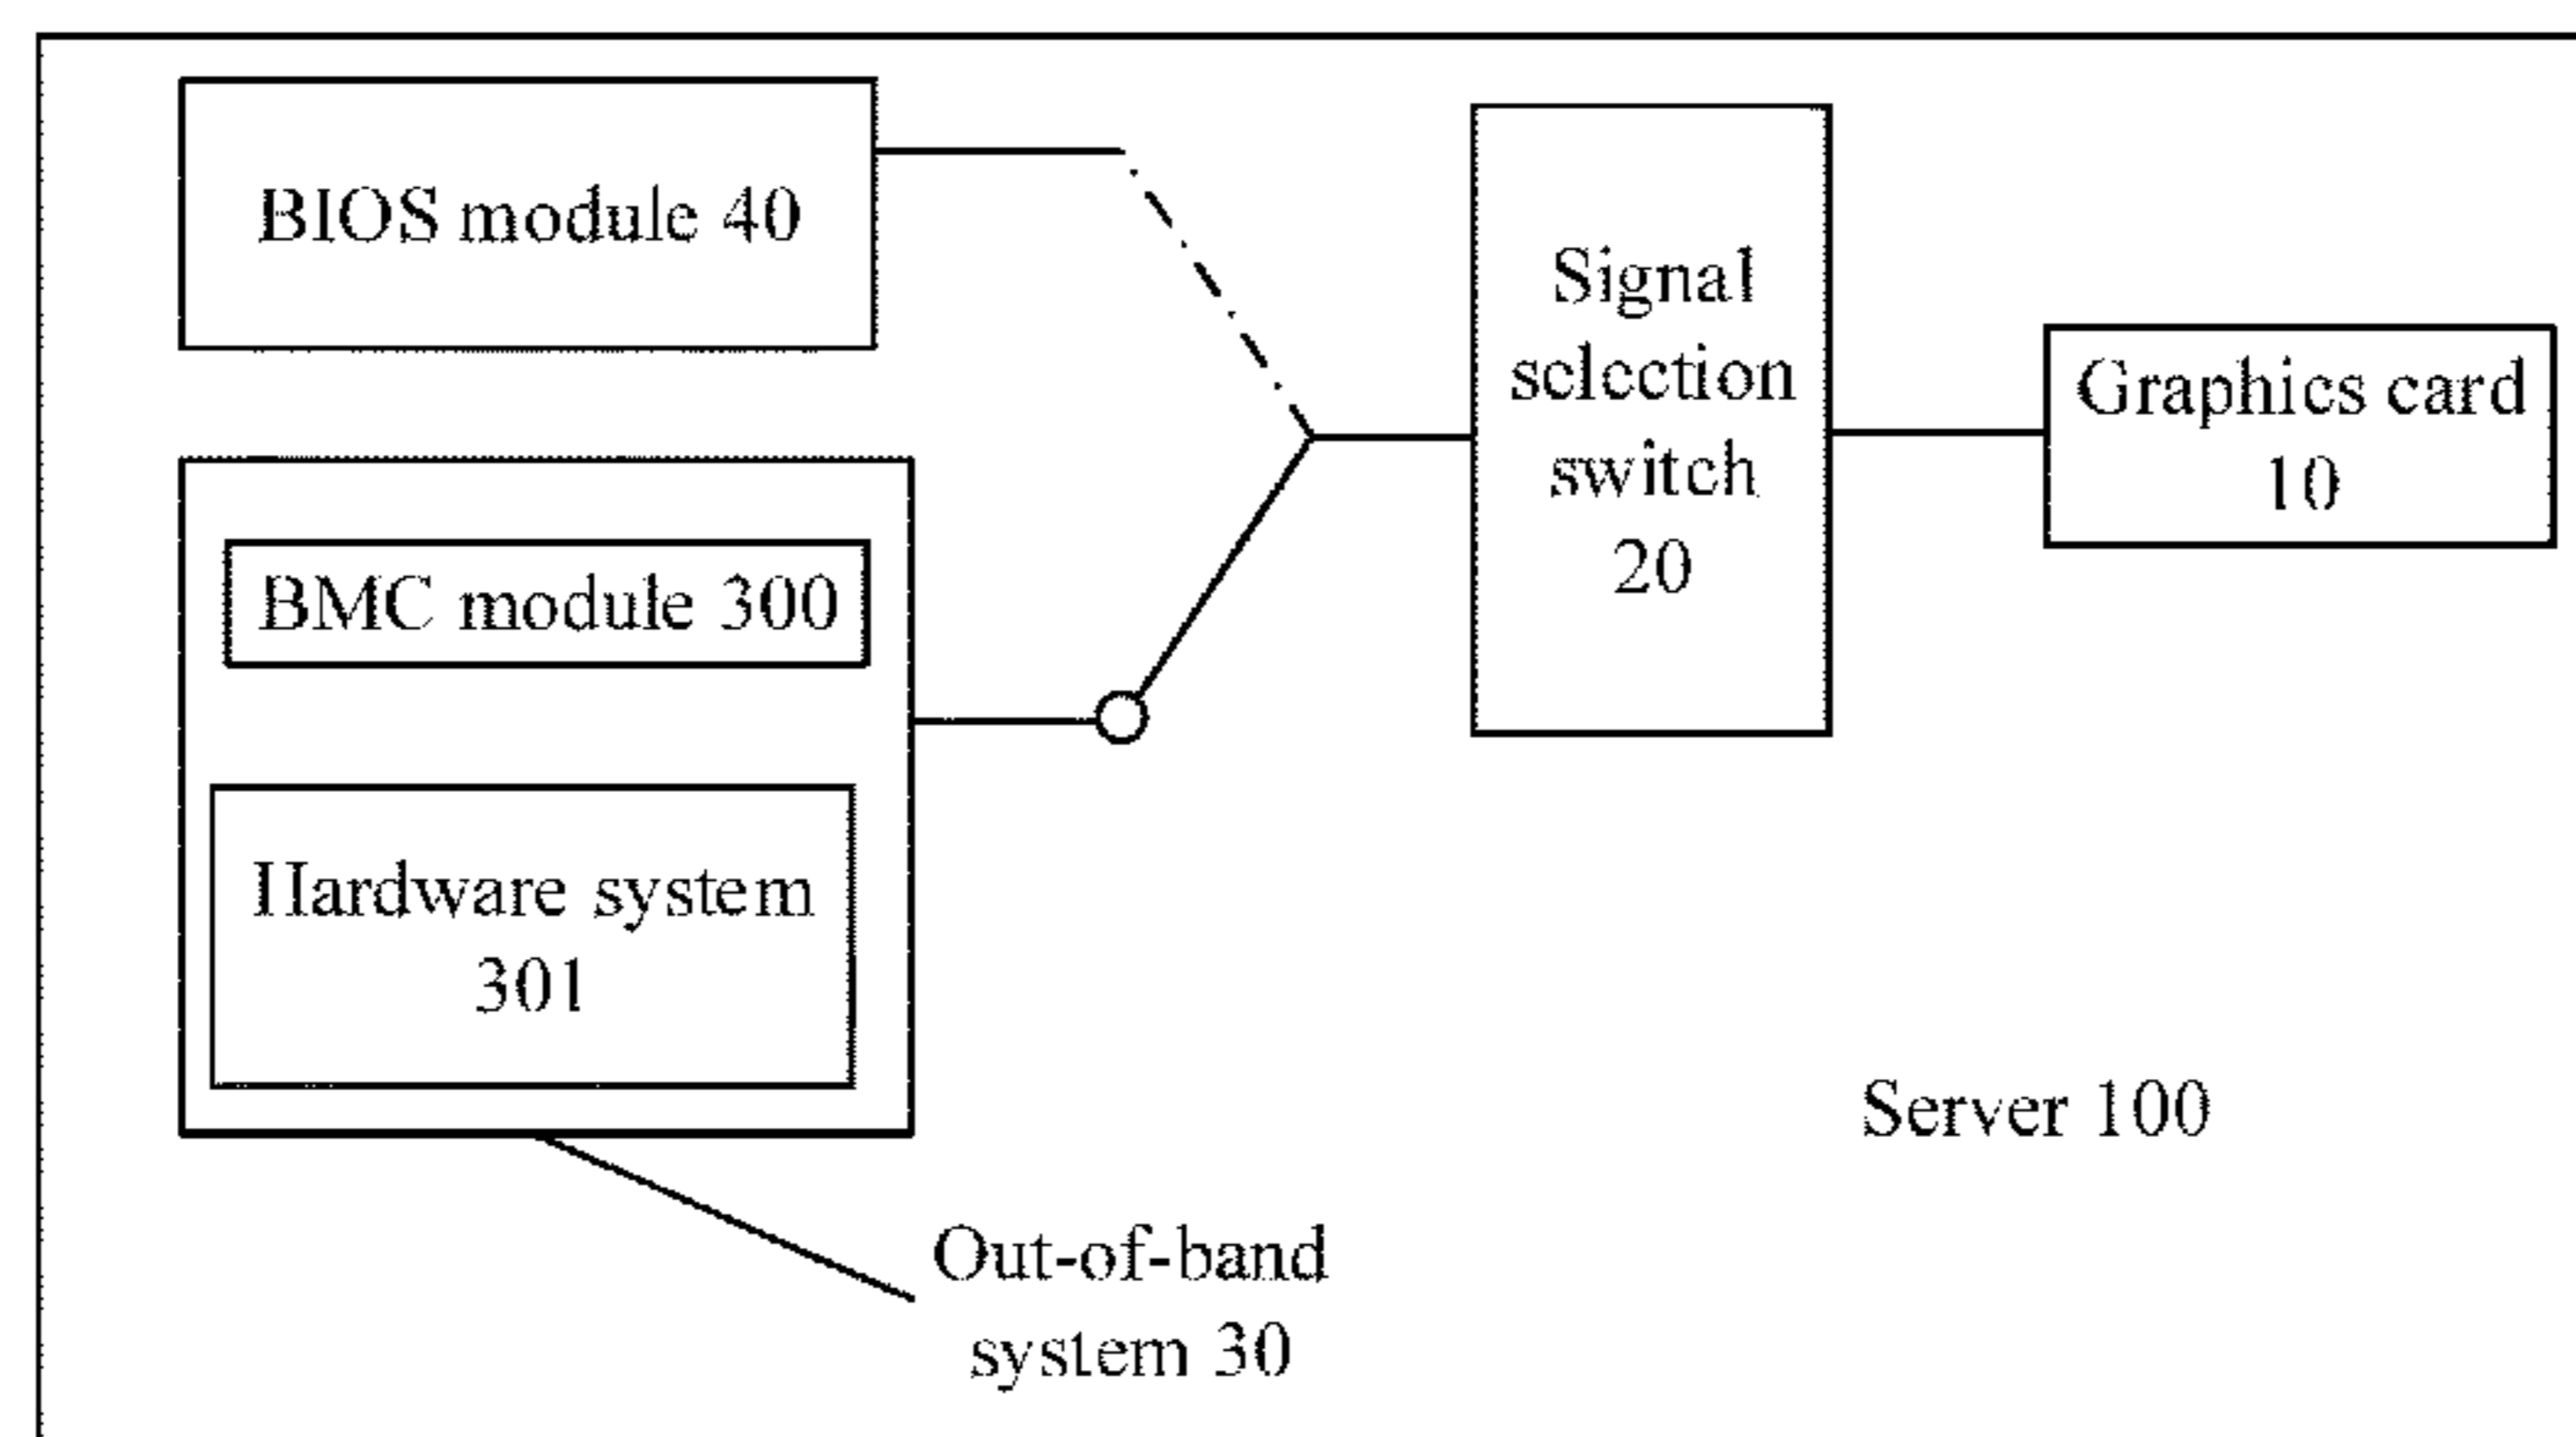 BIOS module 40
Signal
selection
switch
20
Graphics card
10
BMC module 300
Hardware system
301
Server 100
Out-of-band
system 30